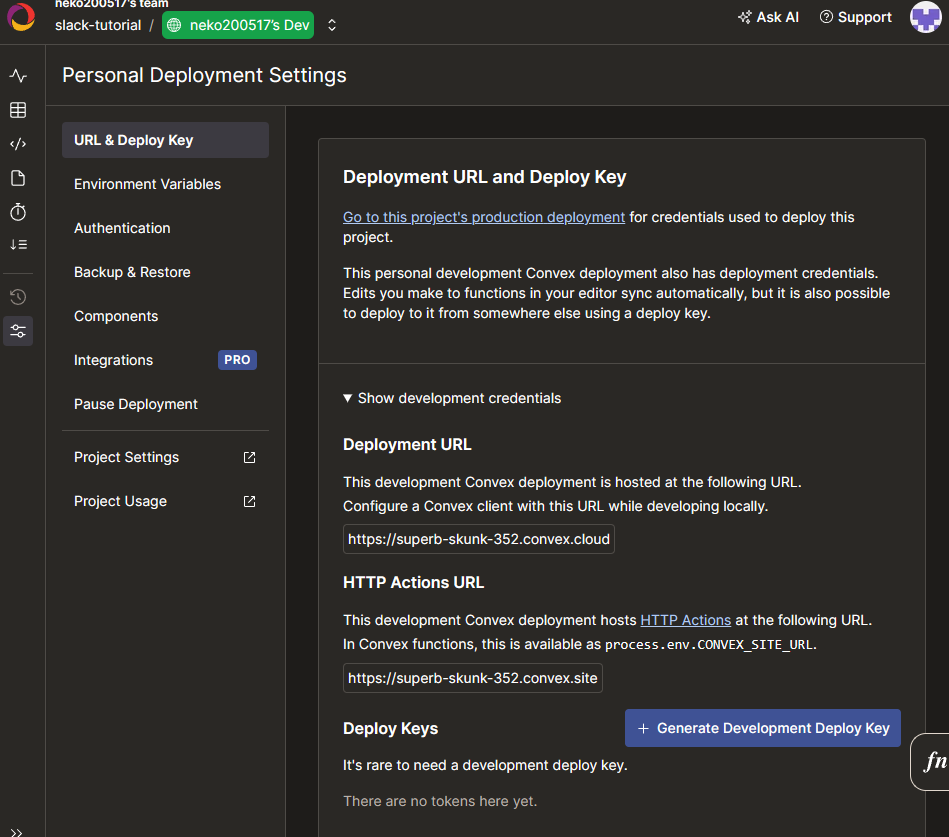 neko200517's team
slack-tutorial / neko200517's Dev
Ask AI
Support
Personal Deployment Settings
URL & Deploy Key
Environment Variables
Authentication
Backup & Restore
Components
Integrations PRO
Pause Deployment
Project Settings
Project Usage
Deployment URL and Deploy Key
Go to this project's production deployment for credentials used to deploy this
project.
This personal development Convex deployment also has deployment credentials.
Edits you make to functions in your editor sync automatically, but it is also possible
to deploy to it from somewhere else using a deploy key.
▼ Show development credentials
Deployment URL
This development Convex deployment is hosted at the following URL.
Configure a Convex client with this URL while developing locally.
https://superb-skunk-352.convex.cloud
HTTP Actions URL
This development Convex deployment hosts HTTP Actions at the following URL.
In Convex functions, this is available as process.env.CONVEX_SITE_URL.
https://superb-skunk-352.convex.site
Deploy Keys
+ Generate Development Deploy Key
It's rare to need a development deploy key.
There are no tokens here yet.
fn